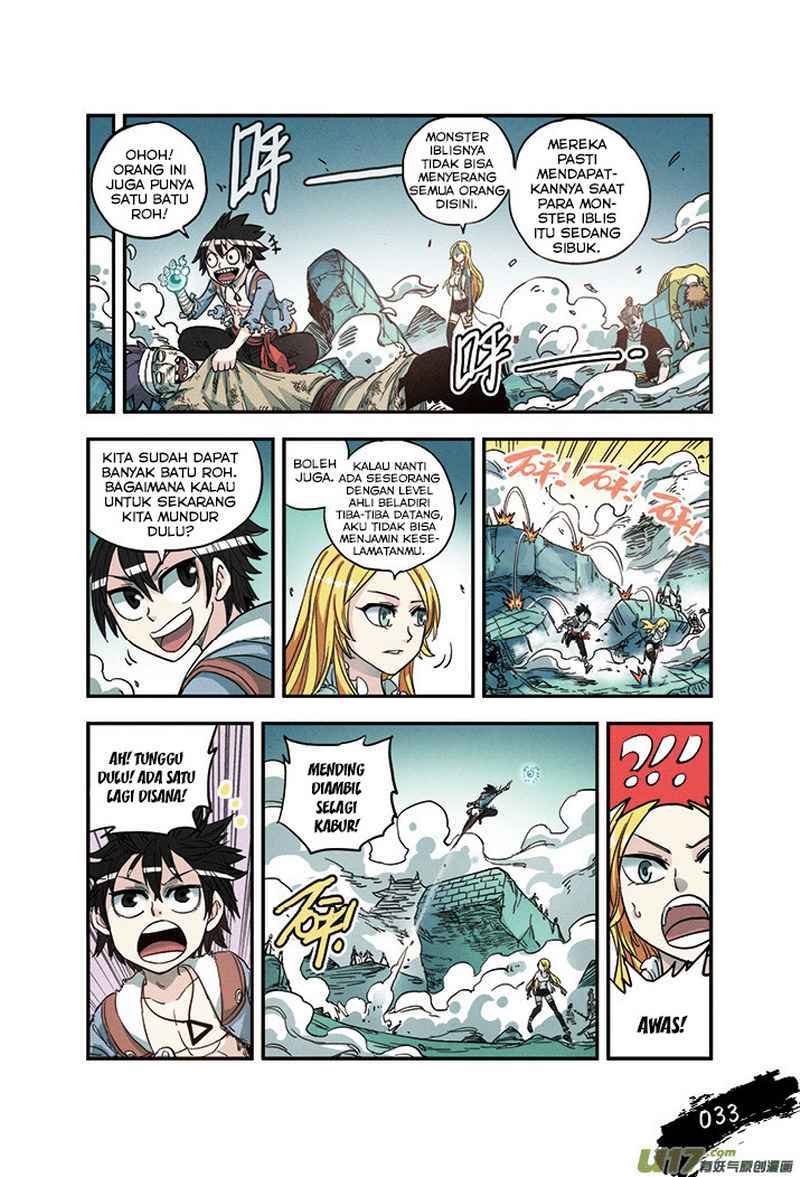 OHOH!
ORANG INI
JUGA PUNYA
SATU BATU
ROH!
呼
MONSTER
IBLISNYA
TIDAK BISA
MENYERANG
SEMUA ORANG
DISINI.
MEREKA
PASTI
MENDAPAT-
KANNYA SAAT
PARA MON-
STER IBLIS
ITU SEDANG
SIBUK.
呼
KITA SUDAH DAPAT
BANYAK BATU ROH.
BAGAIMANA KALAU
UNTUK SEKARANG
KITA MUNDUR
DULU?
BOLEH
JUGA.
KALAU NANTI
ADA SESEORANG
DENGAN LEVEL
AHLI BELADIRI
TIBA-TIBA DATANG,
AKU TIDAK BISA
MENJAMIN KESE-
LAMATANMU.
砰! 砰! 砰!
AH! TUNGGU
DULU! ADA SATU
LAGI DISANA!
MENDING
DIAMBIL
SELAGI
KABUR!
砰!
?!!
AWAS!
033
U17.com
有妖气原创漫画